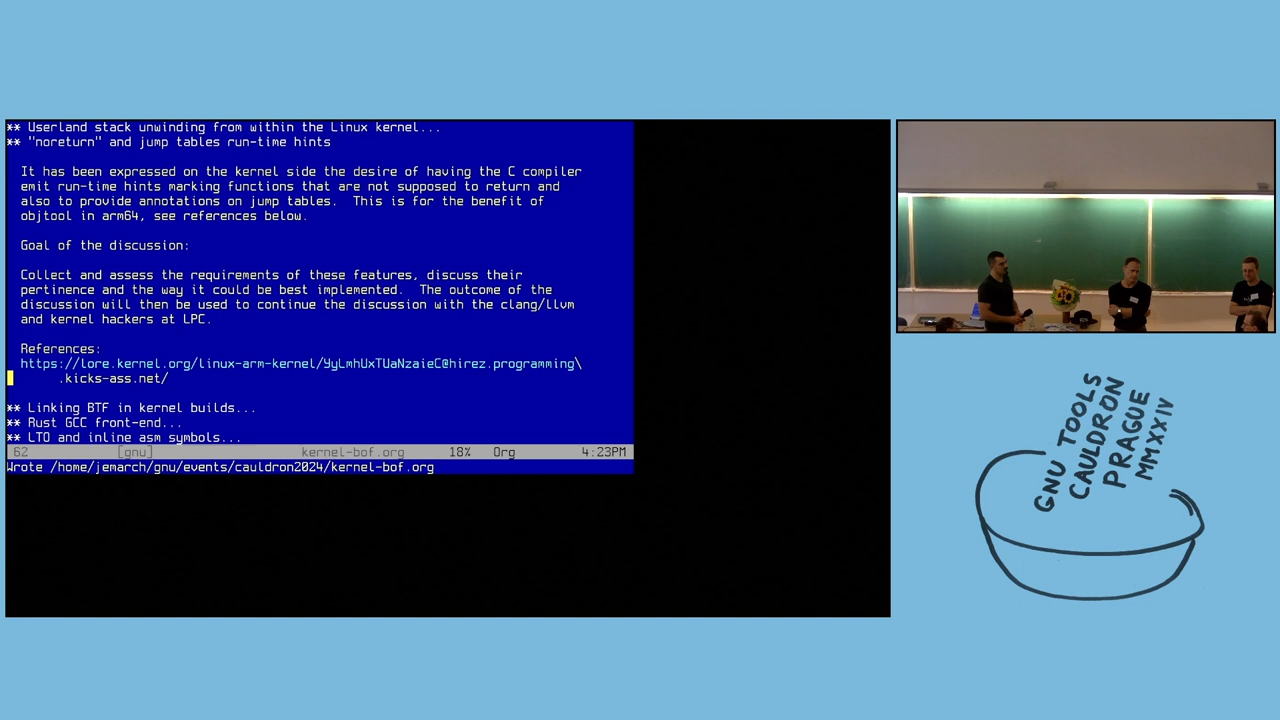 ** Userland stack unwinding from within the Linux kernel...
** "noreturn" and jump tables run-time hints
It has been expressed on the kernel side the desire of having the C compiler
emit run-time hints marking functions that are not supposed to return and
also to provide annotations on jump tables.  This is for the benefit of
objtool in arm64, see references below.
Goal of the discussion:
Collect and assess the requirements of these features, discuss their
pertinence and the way it could be best implemented.  The outcome of the
discussion will then be used to continue the discussion with the clang/llvm
and kernel hackers at LPC.
References:
https://lore.kernel.org/linux-arm-kernel/YyLmhUxTUaNzaieC@hirez.programming\
.kicks-ass.net/
** Linking BTF in kernel builds...
** Rust GCC front-end...
** LTO and inline asm symbols...
62 [gnu] kernel-bof.org 18% Org 4:23PM
Wrote /home/jemarch/gnu/events/cauldron2024/kernel-bof.org
GNU TOOLS
CAULDRON
PRAGUE
MMXXIV